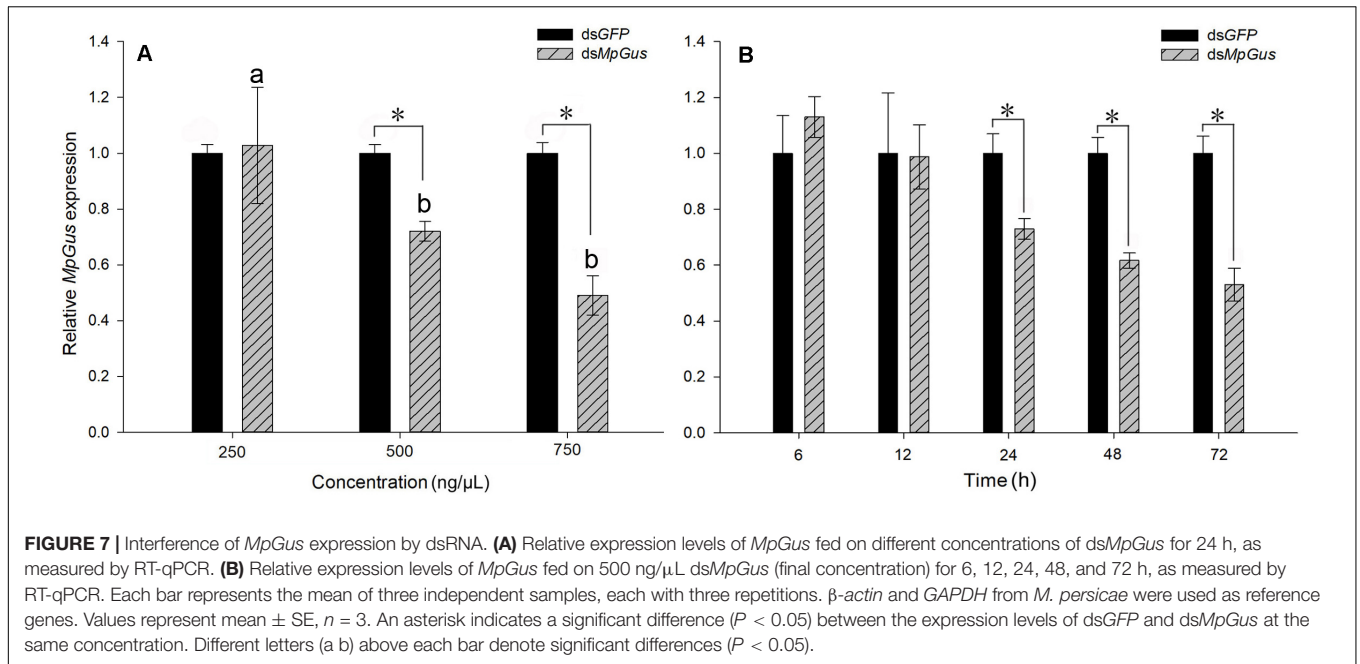 A
dsGFP
dsMpGus
1.4
1.2
1.0
0.8
0.6
0.4
0.2
0.0
Relative MpGus expression
a
*
b
*
b
250
500
750
Concentration (ng/μL)
B
dsGFP
dsMpGus
1.4
1.2
1.0
0.8
0.6
0.4
0.2
0.0
*
*
*
6
12
24
48
72
Time (h)
FIGURE 7 | Interference of MpGus expression by dsRNA. (A) Relative expression levels of MpGus fed on different concentrations of dsMpGus for 24 h, as
measured by RT-qPCR. (B) Relative expression levels of MpGus fed on 500 ng/μL dsMpGus (final concentration) for 6, 12, 24, 48, and 72 h, as measured by
RT-qPCR. Each bar represents the mean of three independent samples, each with three repetitions. β-actin and GAPDH from M. persicae were used as reference
genes. Values represent mean ± SE, n = 3. An asterisk indicates a significant difference (P < 0.05) between the expression levels of dsGFP and dsMpGus at the
same concentration. Different letters (a b) above each bar denote significant differences (P < 0.05).